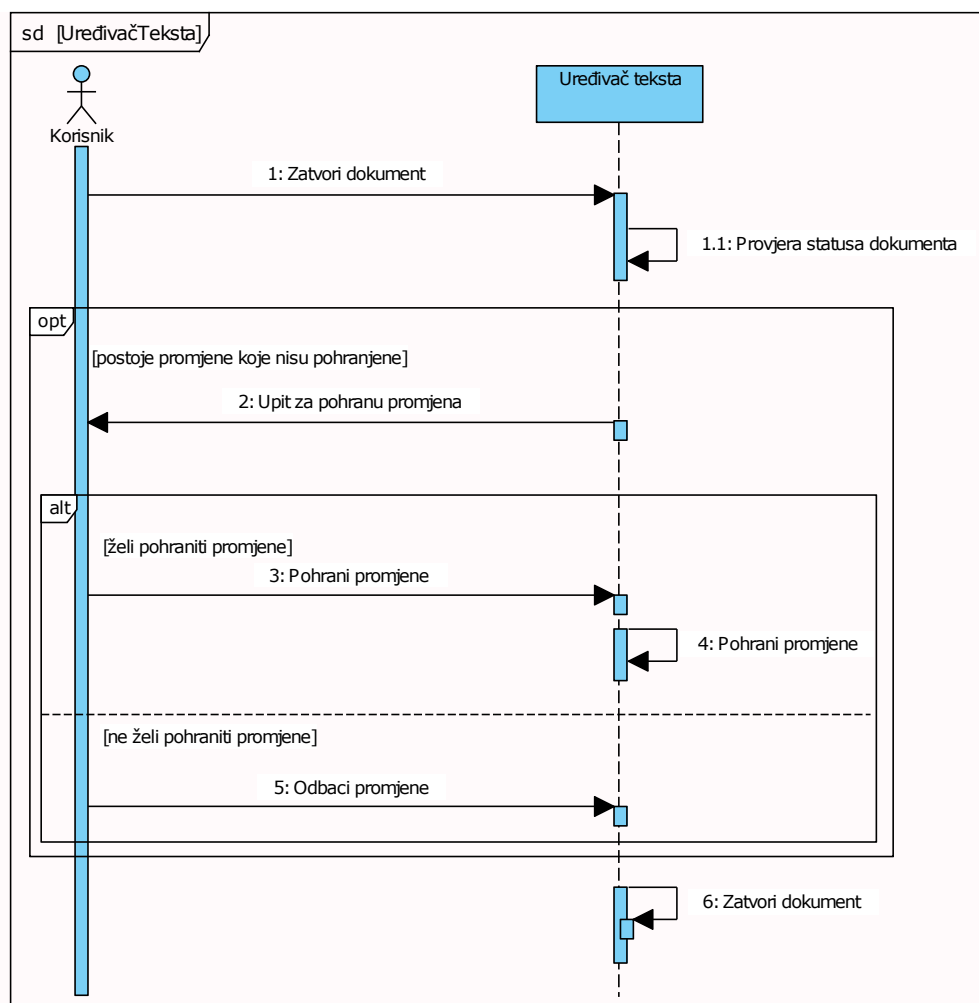 sd [UređivačTeksta]
Korisnik
Uređivač teksta
1: Zatvori dokument
1.1: Provjera statusa dokumenta
opt
[postoje promjene koje nisu pohranjene]
2: Upit za pohranu promjena
alt
[želi pohraniti promjene]
3: Pohrani promjene
4: Pohrani promjene
[ne želi pohraniti promjene]
5: Odbaci promjene
6: Zatvori dokument